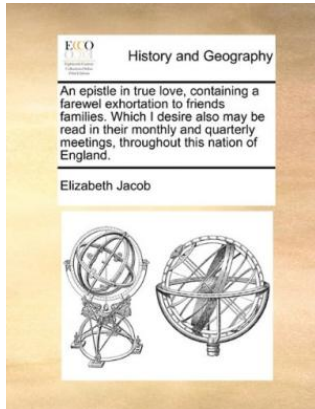 ECCO
History and Geography
An epistle in true love, containing a
farewel exhortation to friends
families. Which I desire also may be
read in their monthly and quarterly
meetings, throughout this nation of
England.
Elizabeth Jacob